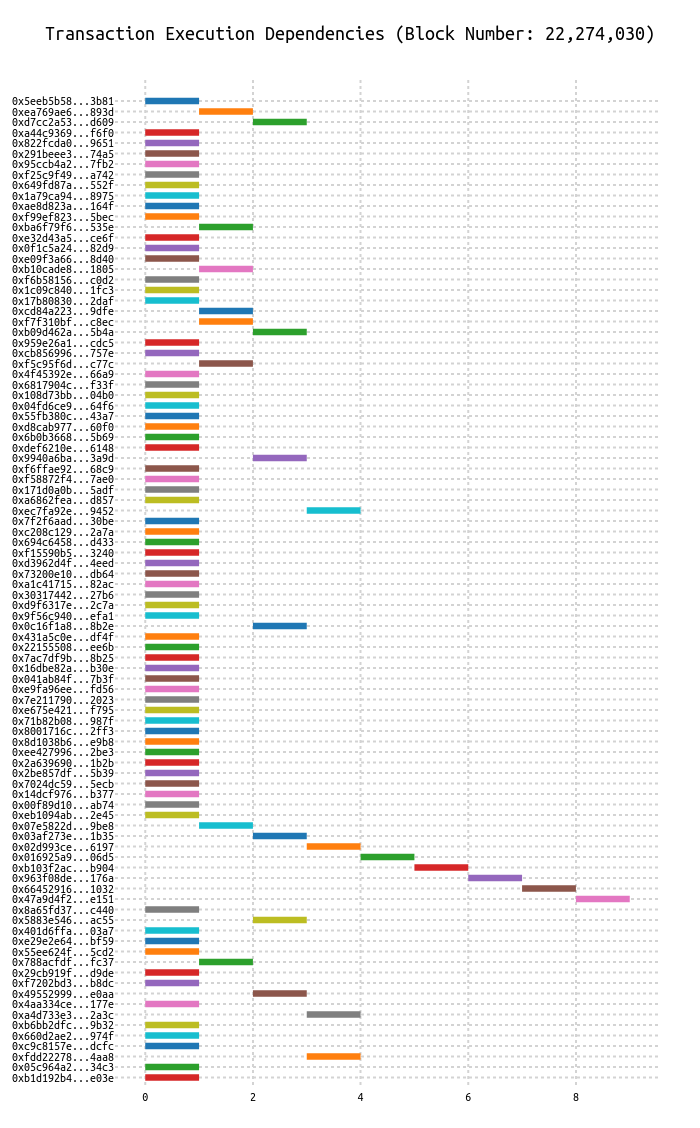 Transaction Execution Dependencies (Block Number: 22,274,030)
0x5eeb5b58...3b81
0xea769ae6...893d
0xd7cc2a53...d609
0xa44c9369...f6f0
0x822fcda0...9651
0x291beee3...74a5
0x95ccb4a2...7fb2
0xf25c9f49...a742
0x649fd87a...552f
0x1a79ca94...8975
0xae8d823a...164f
0xf99ef823...5bec
0xba6f79f6...535e
0xe32d43a5...ce6f
0x0f1c5a24...82d9
0xe09f3a66...8d40
0xb10cade8...1805
0xf6b58156...c0d2
0x1c09c840...1fc3
0x17b80830...2daf
0xcd84a223...9dfe
0xf7f310bf...c8ec
0xb09d462a...5b4a
0x959e26a1...cdc5
0xcb856996...757e
0xf5c95f6d...c77c
0x4f45392e...66a9
0x6817904c...f33f
0x108d73bb...04b0
0x04fd6ce9...64f6
0x55fb380c...43a7
0xd8cab977...60f0
0x6b0b3668...5b69
0xdef6210e...6148
0x9940a6ba...3a9d
0xf6ffae92...68c9
0xf58872f4...7ae0
0x171d0a0b...5adf
0xa6862fea...d857
0xec7fa92e...9452
0x7f2f6aad...30be
0xc208c129...2a7a
0x694c6458...d433
0xf15590b5...3240
0xd3962d4f...4eed
0x73200e10...db64
0xa1c41715...82ac
0x30317442...27b6
0xd9f6317e...2c7a
0x9f56c940...efa1
0x0c16f1a8...8b2e
0x431a5c0e...df4f
0x22155508...ee6b
0x7ac7df9b...8b25
0x16dbe82a...b30e
0x041ab84f...7b3f
0xe9fa96ee...fd56
0x7e211790...2023
0xe675e421...f795
0x71b82b08...987f
0x8001716c...2ff3
0x8d1038b6...e9b8
0xee427996...2be3
0x2a639690...1b2b
0x2be857df...5b39
0x7024dc59...5ecb
0x14dcf976...b377
0x00f89d10...ab74
0xeb1094ab...2e45
0x07e5822d...9be8
0x03af273e...1b35
0x02d993ce...6197
0x016925a9...06d5
0xb103f2ac...b904
0x963f08de...176a
0x66452916...1032
0x47a9d4f2...e151
0x8a65fd37...c440
0x5883e546...ac55
0x401d6ffa...03a7
0xe29e2e64...bf59
0x55ee624f...5cd2
0x788acfdf...fc37
0x29cb919f...d9de
0xf7202bd3...b8dc
0x49552999...e0aa
0x4aa334ce...177e
0xa4d733e3...2a3c
0xb6bb2dfc...9b32
0x660d2ae2...974f
0xc9c8157e...dcfc
0xfdd22278...4aa8
0x05c964a2...34c3
0xb1d192b4...e03e
0 2 4 6 8